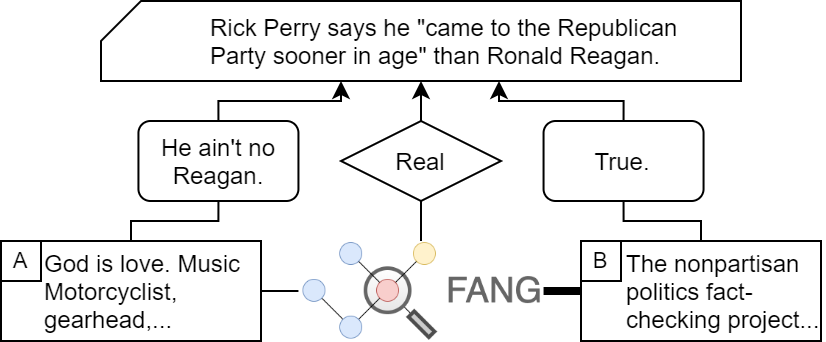 Rick Perry says he "came to the Republican
Party sooner in age" than Ronald Reagan.
He ain't no
Reagan.
Real
True.
A
God is love. Music
Motorcyclist,
gearhead,...
FANG
B
The nonpartisan
politics fact-
checking project...